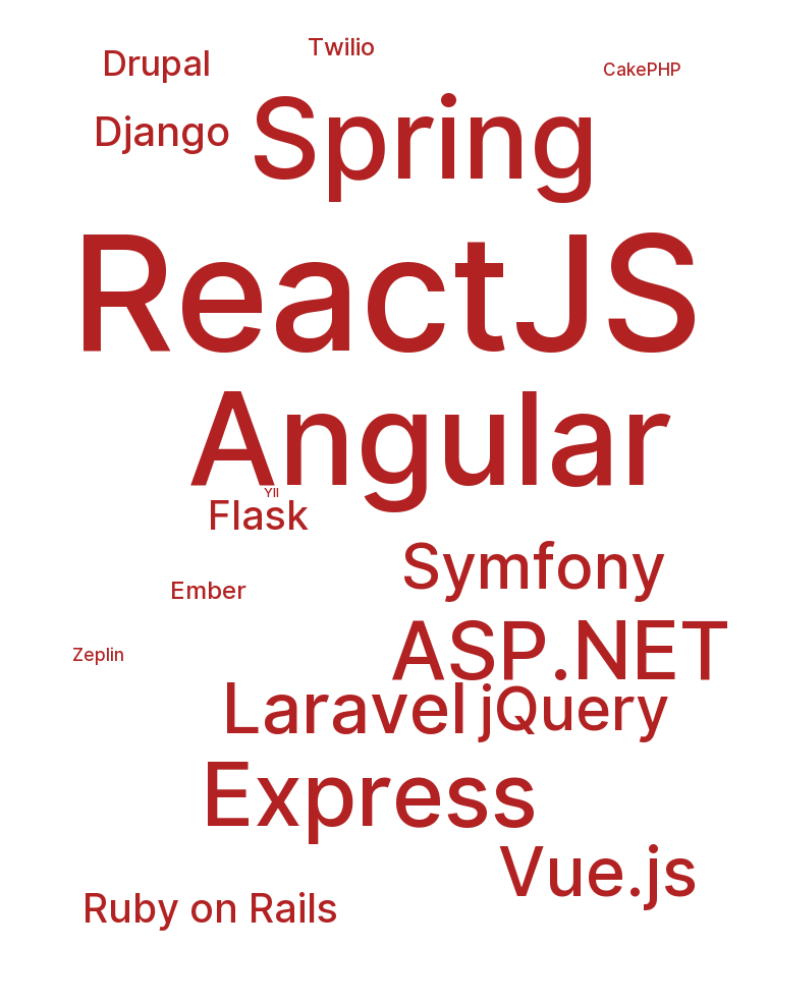 Twilio
Drupal
CakePHP
Django
Spring
ReactJS
Angular
YII
Flask
Symfony
Ember
ASP.NET
Zeplin
Laravel
jQuery
Express
Vue.js
Ruby on Rails